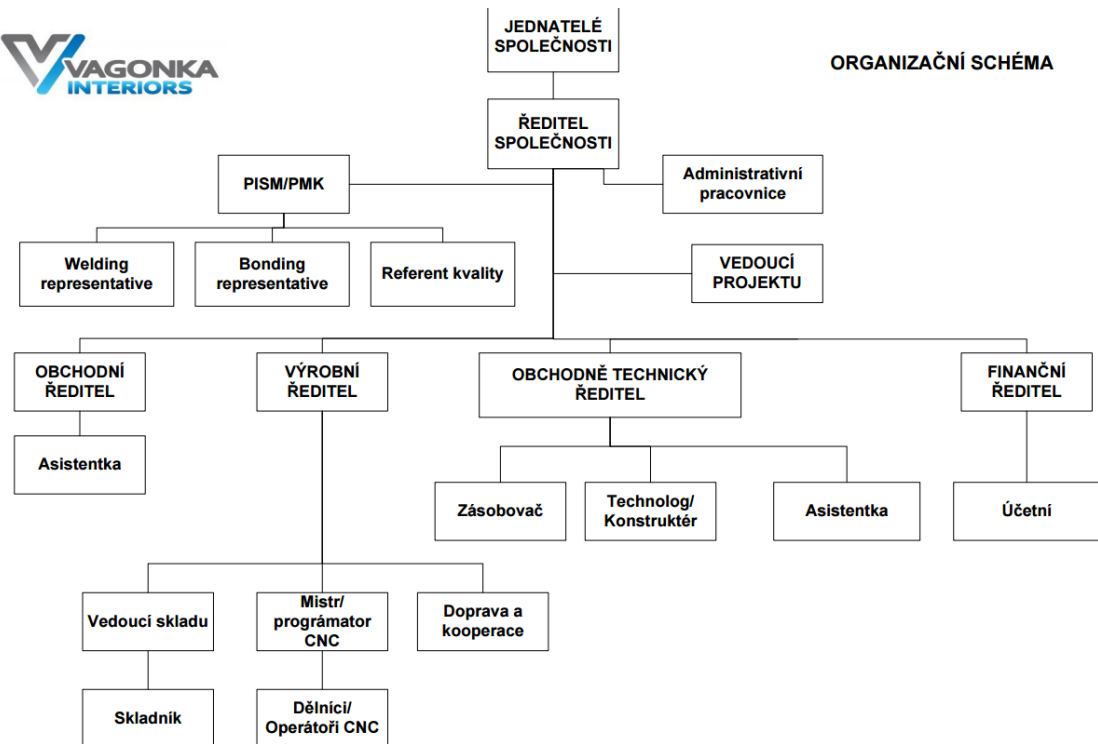 JEDNATELÉ
SPOLEČNOSTI
VAGONKA
INTERIORS
ORGANIZAČNÍ SCHÉMA
ŘEDITEL
SPOLEČNOSTI
PISM/PMK
Administrativní
pracovnice
Welding
representative
Bonding
representative
Referent kvality
VEDOUCÍ
PROJEKTU
OBCHODNÍ
ŘEDITEL
VÝROBNÍ
ŘEDITEL
OBCHODNĚ TECHNICKÝ
ŘEDITEL
FINANČNÍ
ŘEDITEL
Asistentka
Zásobovač
Technolog/
Konstruktér
Asistentka
Účetní
Vedoucí skladu
Mistr/
prográmator
CNC
Doprava a
kooperace
Skladník
Dělníci/
Operátoři CNC